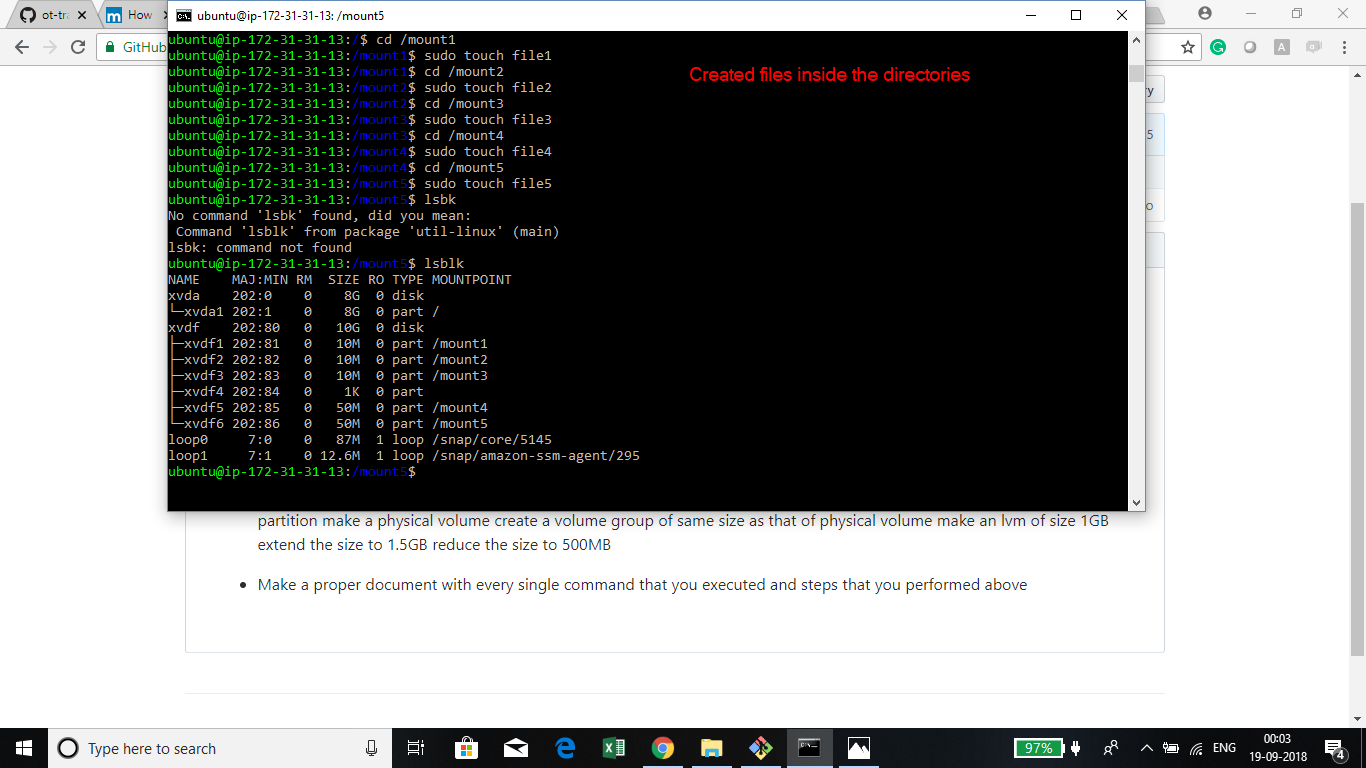 ot-tra
How
ubuntu@ip-172-31-31-13: /mount5
GitHub
ubuntu@ip-172-31-31-13:/$ cd /mount1
ubuntu@ip-172-31-31-13:/mount1$ sudo touch file1
ubuntu@ip-172-31-31-13:/mount1$ cd /mount2
ubuntu@ip-172-31-31-13:/mount2$ sudo touch file2
ubuntu@ip-172-31-31-13:/mount2$ cd /mount3
ubuntu@ip-172-31-31-13:/mount3$ sudo touch file3
ubuntu@ip-172-31-31-13:/mount3$ cd /mount4
ubuntu@ip-172-31-31-13:/mount4$ sudo touch file4
ubuntu@ip-172-31-31-13:/mount4$ cd /mount5
ubuntu@ip-172-31-31-13:/mount5$ sudo touch file5
ubuntu@ip-172-31-31-13:/mount5$ lsbk
No command 'lsbk' found, did you mean:
 Command 'lsblk' from package 'util-linux' (main)
lsbk: command not found
ubuntu@ip-172-31-31-13:/mount5$ lsblk
NAME    MAJ:MIN RM  SIZE RO TYPE MOUNTPOINT
xvda    202:0    0    8G  0 disk
└─xvda1 202:1    0    8G  0 part /
xvdf    202:80   0   10G  0 disk
├─xvdf1 202:81   0   10M  0 part /mount1
├─xvdf2 202:82   0   10M  0 part /mount2
├─xvdf3 202:83   0   10M  0 part /mount3
├─xvdf4 202:84   0    1K  0 part
├─xvdf5 202:85   0   50M  0 part /mount4
└─xvdf6 202:86   0   50M  0 part /mount5
loop0     7:0    0   87M  1 loop /snap/core/5145
loop1     7:1    0 12.6M  1 loop /snap/amazon-ssm-agent/295
ubuntu@ip-172-31-31-13:/mount5$
Created files inside the directories
ry
5
o
partition make a physical volume create a volume group of same size as that of physical volume make an lvm of size 1GB
extend the size to 1.5GB reduce the size to 500MB
• Make a proper document with every single command that you executed and steps that you performed above
Type here to search
97%
ENG
00:03
19-09-2018
4